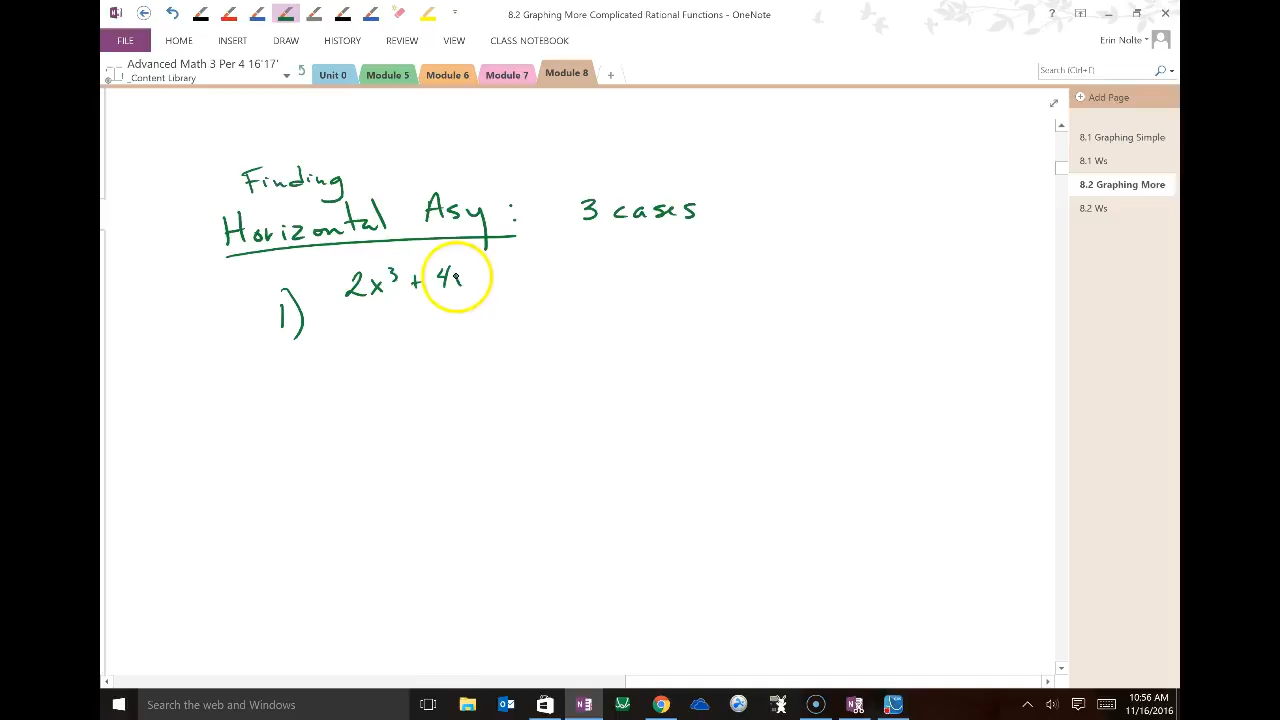 8.2 Graphing More Complicated Rational Functions - OneNote
FILE HOME INSERT DRAW HISTORY REVIEW VIEW CLASS NOTEBOOK
Erin Nolte
Advanced Math 3 Per 4 16'17'
_Content Library
Unit 0 Module 5 Module 6 Module 7 Module 8
Search (Ctrl+E)
Add Page
8.1 Graphing Simple
8.1 Ws
8.2 Graphing More
8.2 Ws
Finding
Horizontal Asy : 3 cases
1) 2x³ + 4
Search the web and Windows
10:56 AM
11/16/2016